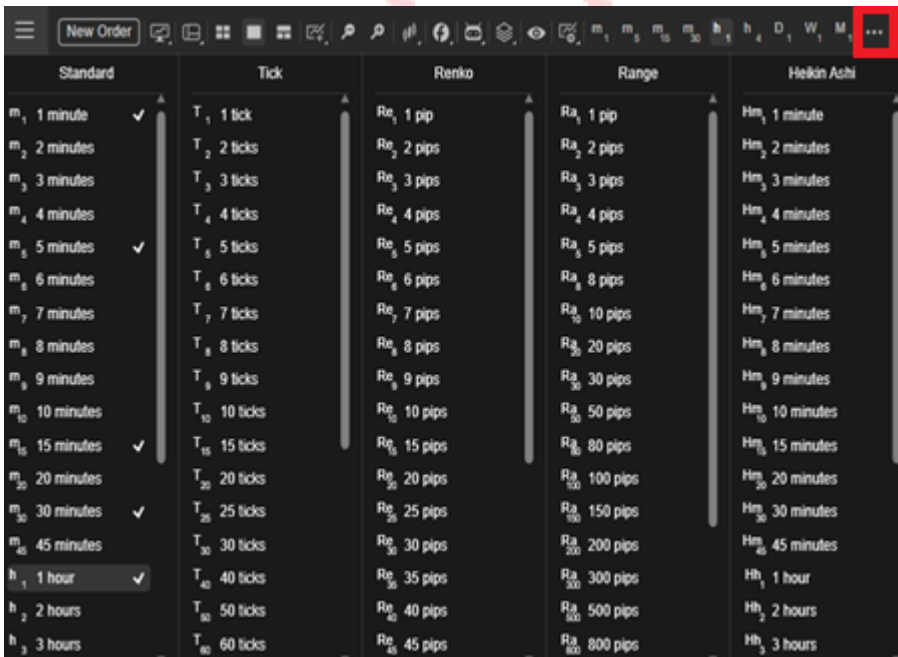 New Order m1 m5 m15 m30 h1 h4 D1 W1 M1 ...
Standard Tick Renko Range Heikin Ashi
m1 1 minute T1 1 tick Re1 1 pip Ra1 1 pip Hm1 1 minute
m2 2 minutes T2 2 ticks Re2 2 pips Ra2 2 pips Hm2 2 minutes
m3 3 minutes T3 3 ticks Re3 3 pips Ra3 3 pips Hm3 3 minutes
m4 4 minutes T4 4 ticks Re4 4 pips Ra4 4 pips Hm4 4 minutes
m5 5 minutes T5 5 ticks Re5 5 pips Ra5 5 pips Hm5 5 minutes
m6 6 minutes T6 6 ticks Re6 6 pips Ra8 8 pips Hm6 6 minutes
m7 7 minutes T7 7 ticks Re7 7 pips Ra10 10 pips Hm7 7 minutes
m8 8 minutes T8 8 ticks Re8 8 pips Ra20 20 pips Hm8 8 minutes
m9 9 minutes T9 9 ticks Re9 9 pips Ra30 30 pips Hm9 9 minutes
m10 10 minutes T10 10 ticks Re10 10 pips Ra50 50 pips Hm10 10 minutes
m15 15 minutes T15 15 ticks Re15 15 pips Ra80 80 pips Hm15 15 minutes
m20 20 minutes T20 20 ticks Re20 20 pips Ra100 100 pips Hm20 20 minutes
m30 30 minutes T25 25 ticks Re25 25 pips Ra150 150 pips Hm30 30 minutes
m45 45 minutes T30 30 ticks Re30 30 pips Ra200 200 pips Hm45 45 minutes
h1 1 hour T40 40 ticks Re35 35 pips Ra300 300 pips Hh1 1 hour
h2 2 hours T50 50 ticks Re40 40 pips Ra500 500 pips Hh2 2 hours
h3 3 hours T60 60 ticks Re45 45 pips Ra800 800 pips Hh3 3 hours